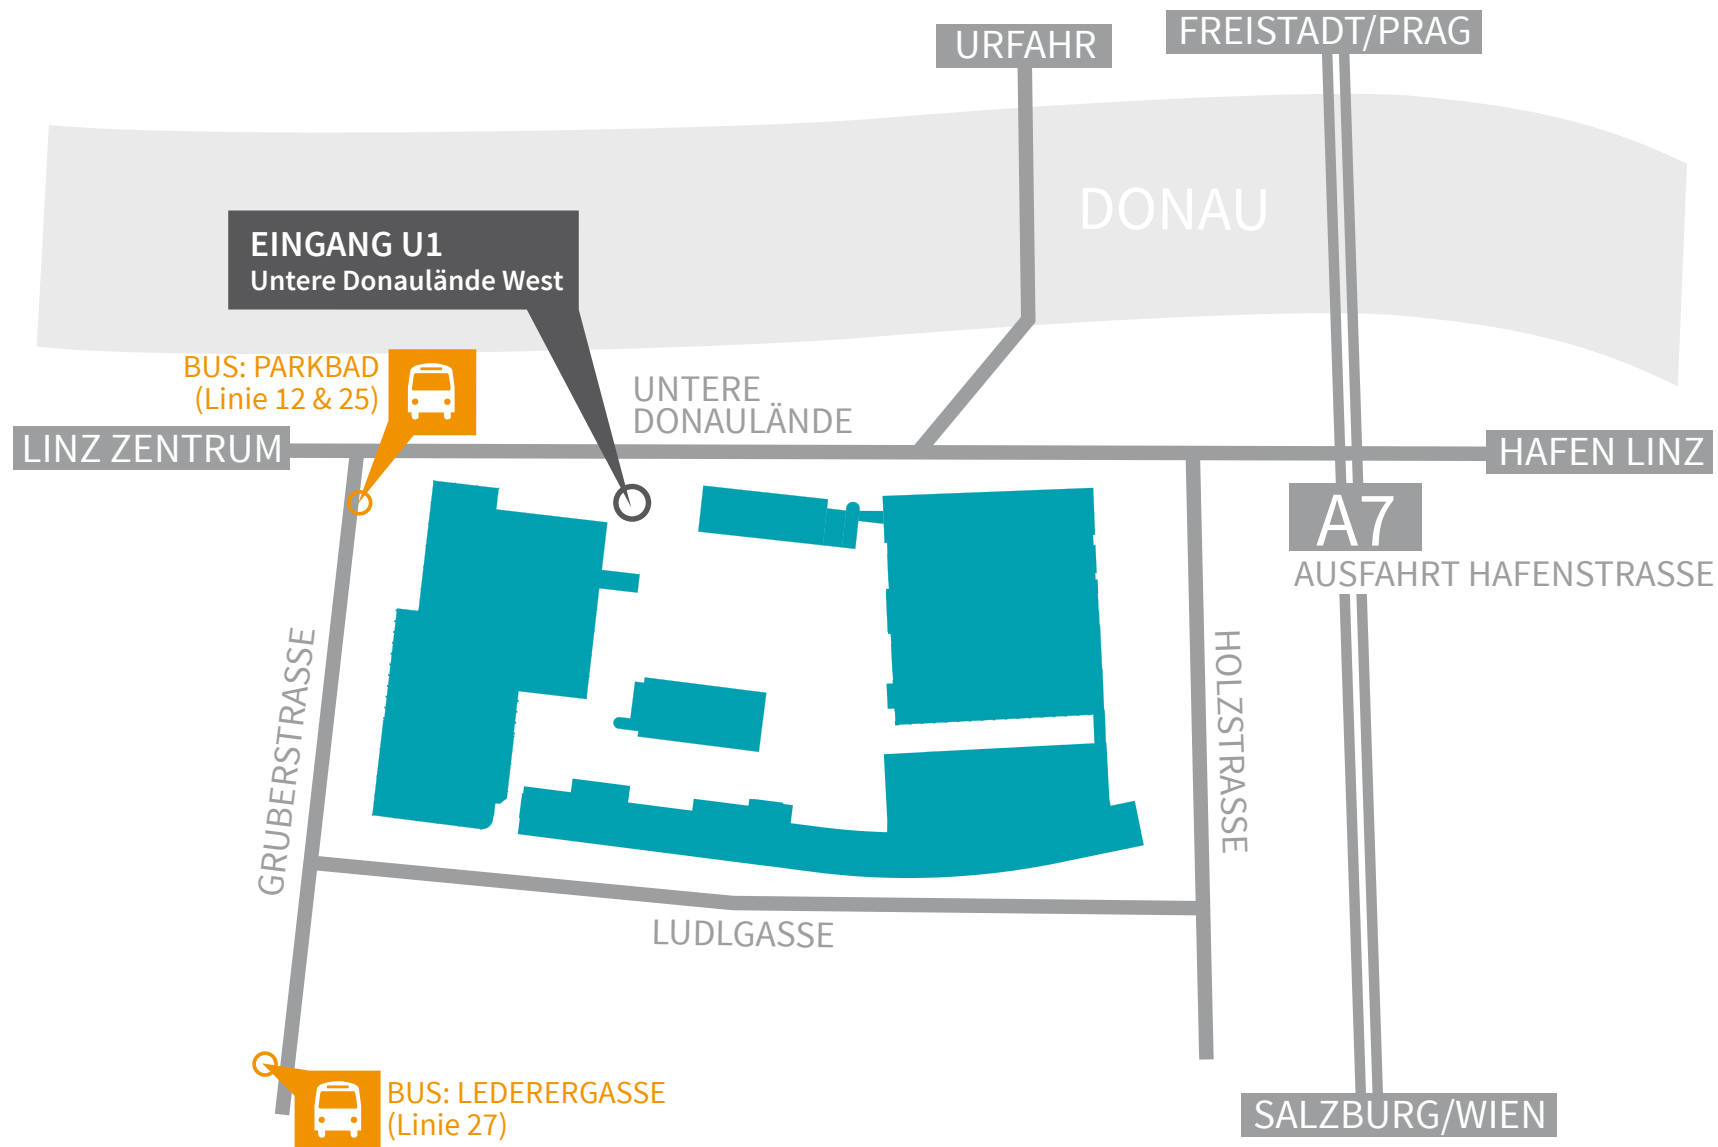 FREISTADT/PRAG
URFAHR
DONAU
EINGANG U1
Untere Donaulände West
BUS: PARKBAD
(Linie 12 & 25)
UNTERE
DONAULÄNDE
LINZ ZENTRUM
HAFEN LINZ
A7
AUSFAHRT HAFENSTRASSE
GRUBERSTRASSE
HOLZSTRASSE
LUDLGASSE
BUS: LEDERERGASSE
(Linie 27)
SALZBURG/WIEN